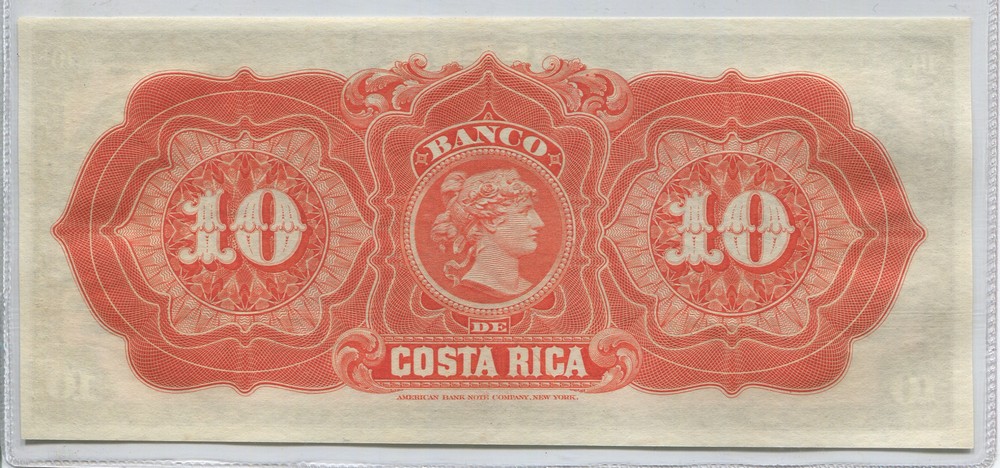 BANCO
10
10
DE
COSTA RICA
AMERICAN BANK NOTE COMPANY, NEW YORK.